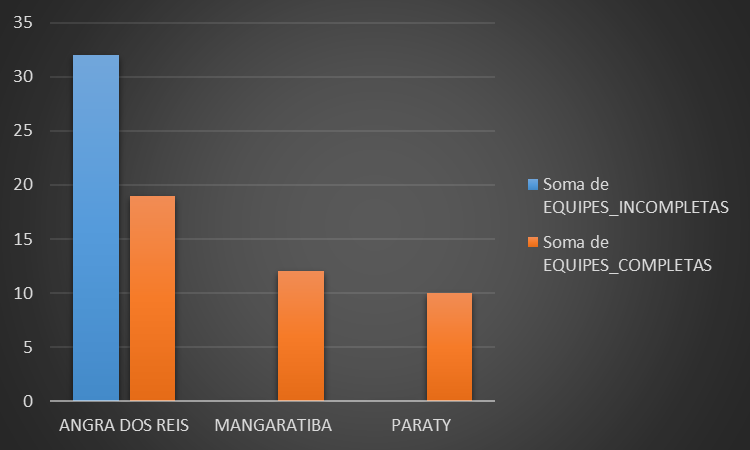 35
30
25
20
15
10
5
0
ANGRA DOS REIS
MANGARATIBA
PARATY
Soma de
EQUIPES_INCOMPLETAS
Soma de
EQUIPES_COMPLETAS